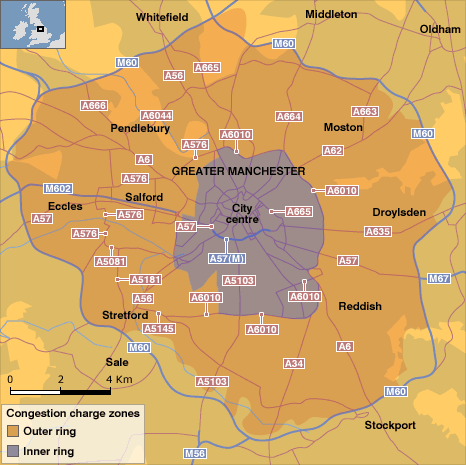 Whitefield
Middleton
Oldham
M60
M60
A665
A56
A666
A6044
A664
A663
Pendlebury
A6010
Moston
M60
A576
A62
A6
GREATER MANCHESTER
A576
M602
A6010
Salford
Eccles
City
centre
A57
A576
A665
Droylsden
A57
A576
A635
A57(M)
A57
A5081
M67
A5181
A5103
A56
A6010
A6010
Reddish
Stretford
A5145
A6010
M60
A6
Sale
A34
0 2 4 Km
A5103
M60
Congestion charge zones
Outer ring
Inner ring
Stockport
M56